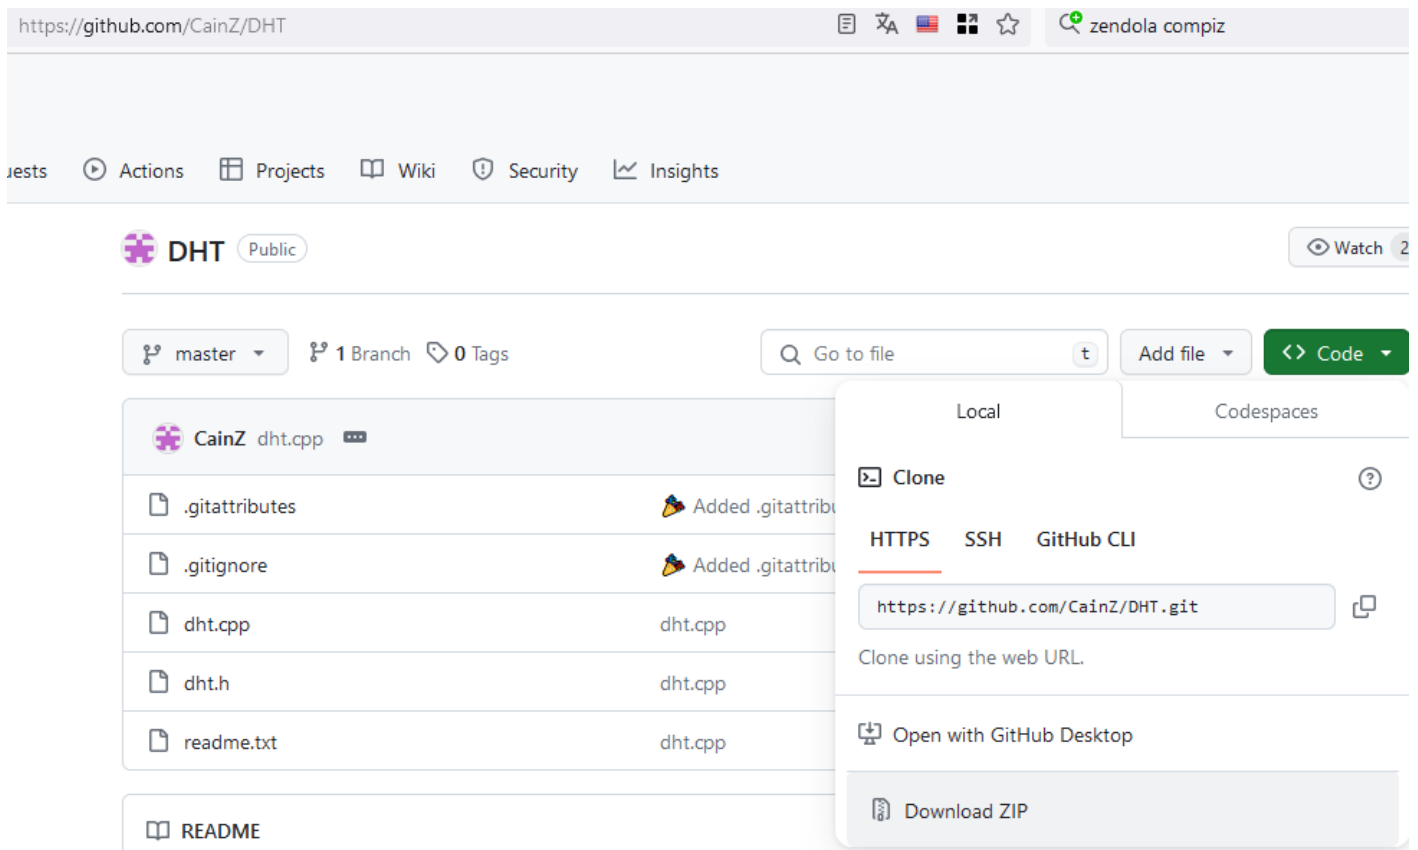 https://github.com/CainZ/DHT
zendola compiz
uests Actions Projects Wiki Security Insights
DHT Public
Watch 2
master 1 Branch 0 Tags
Go to file t
Add file
Code
Local Codespaces
CainZ dht.cpp
Clone
.gitattributes Added .gitattribu
HTTPS SSH GitHub CLI
.gitignore Added .gitattribu
https://github.com/CainZ/DHT.git
dht.cpp dht.cpp
Clone using the web URL.
dht.h dht.cpp
Open with GitHub Desktop
readme.txt dht.cpp
Download ZIP
README